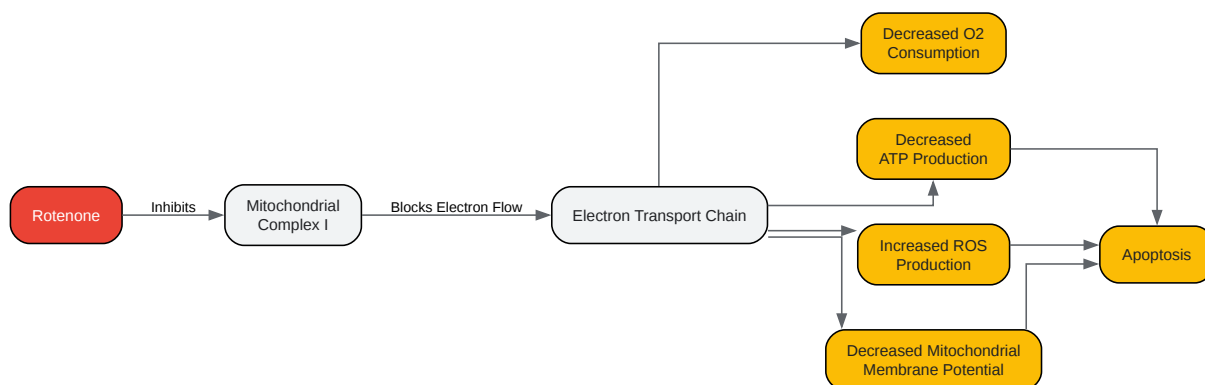 Decreased O2
Consumption
Decreased
ATP Production
Rotenone
Inhibits
Mitochondrial
Complex I
Blocks Electron Flow
Electron Transport Chain
Increased ROS
Production
Apoptosis
Decreased Mitochondrial
Membrane Potential